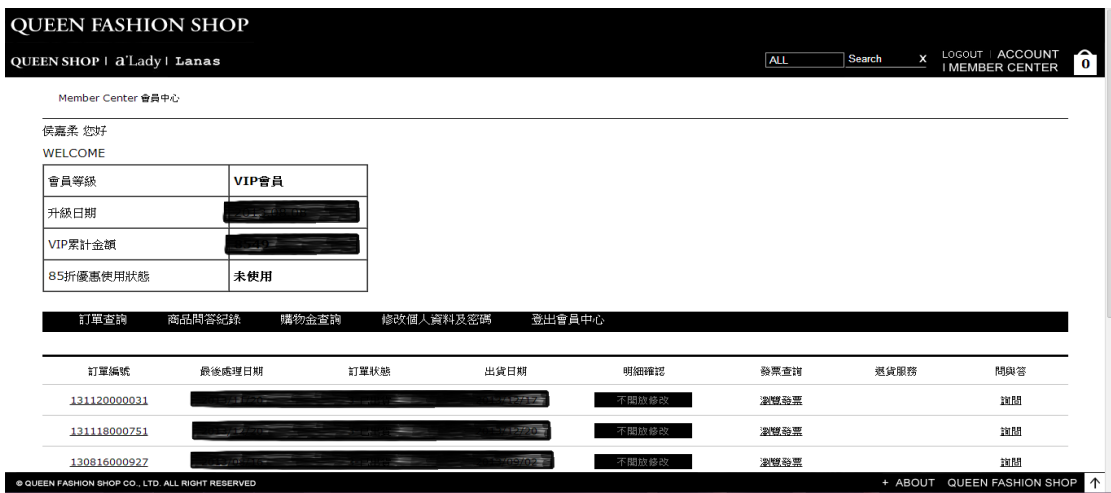 QUEEN FASHION SHOP
QUEEN SHOP | a'Lady | Lanas
ALL Search X LOGOUT | ACCOUNT | MEMBER CENTER 0
Member Center 會員中心
侯嘉柔 您好
WELCOME
會員等級 VIP會員
升級日期
VIP累計金額
85折優惠使用狀態 未使用
訂單查詢 商品問答紀錄 購物金查詢 修改個人資料及密碼 登出會員中心
訂單編號 最後處理日期 訂單狀態 出貨日期 明細確認 發票查詢 退貨服務 問與答
131120000031 不開放修改 瀏覽發票 詢問
131118000751 不開放修改 瀏覽發票 詢問
130816000927 不開放修改 瀏覽發票 詢問
© QUEEN FASHION SHOP CO., LTD. ALL RIGHT RESERVED + ABOUT QUEEN FASHION SHOP ↑